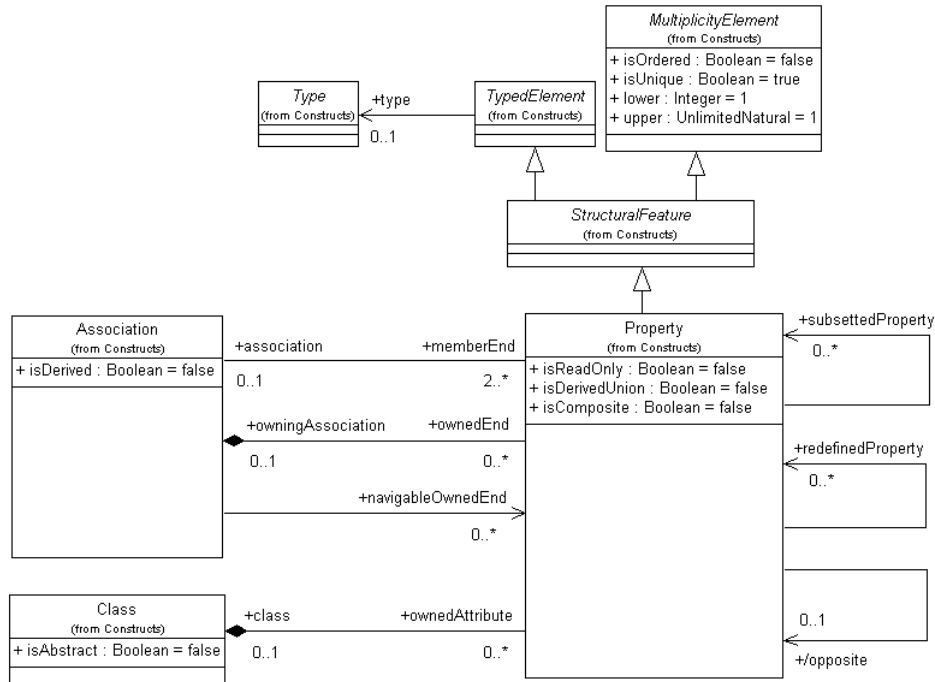 MultiplicityElement
(from Constructs)
+ isOrdered : Boolean = false
+ isUnique : Boolean = true
+ lower : Integer = 1
+ upper : UnlimitedNatural = 1
Type
(from Constructs)
+type
0..1
TypedElement
(from Constructs)
StructuralFeature
(from Constructs)
Association
(from Constructs)
+ isDerived : Boolean = false
+association
0..1
+memberEnd
2..*
+owningAssociation
0..1
+ownedEnd
0..*
+navigableOwnedEnd
0..*
Property
(from Constructs)
+ isReadOnly : Boolean = false
+ isDerivedUnion : Boolean = false
+ isComposite : Boolean = false
+subsettedProperty
0..*
+redefinedProperty
0..*
0..1
+/opposite
Class
(from Constructs)
+ isAbstract : Boolean = false
+class
0..1
+ownedAttribute
0..*